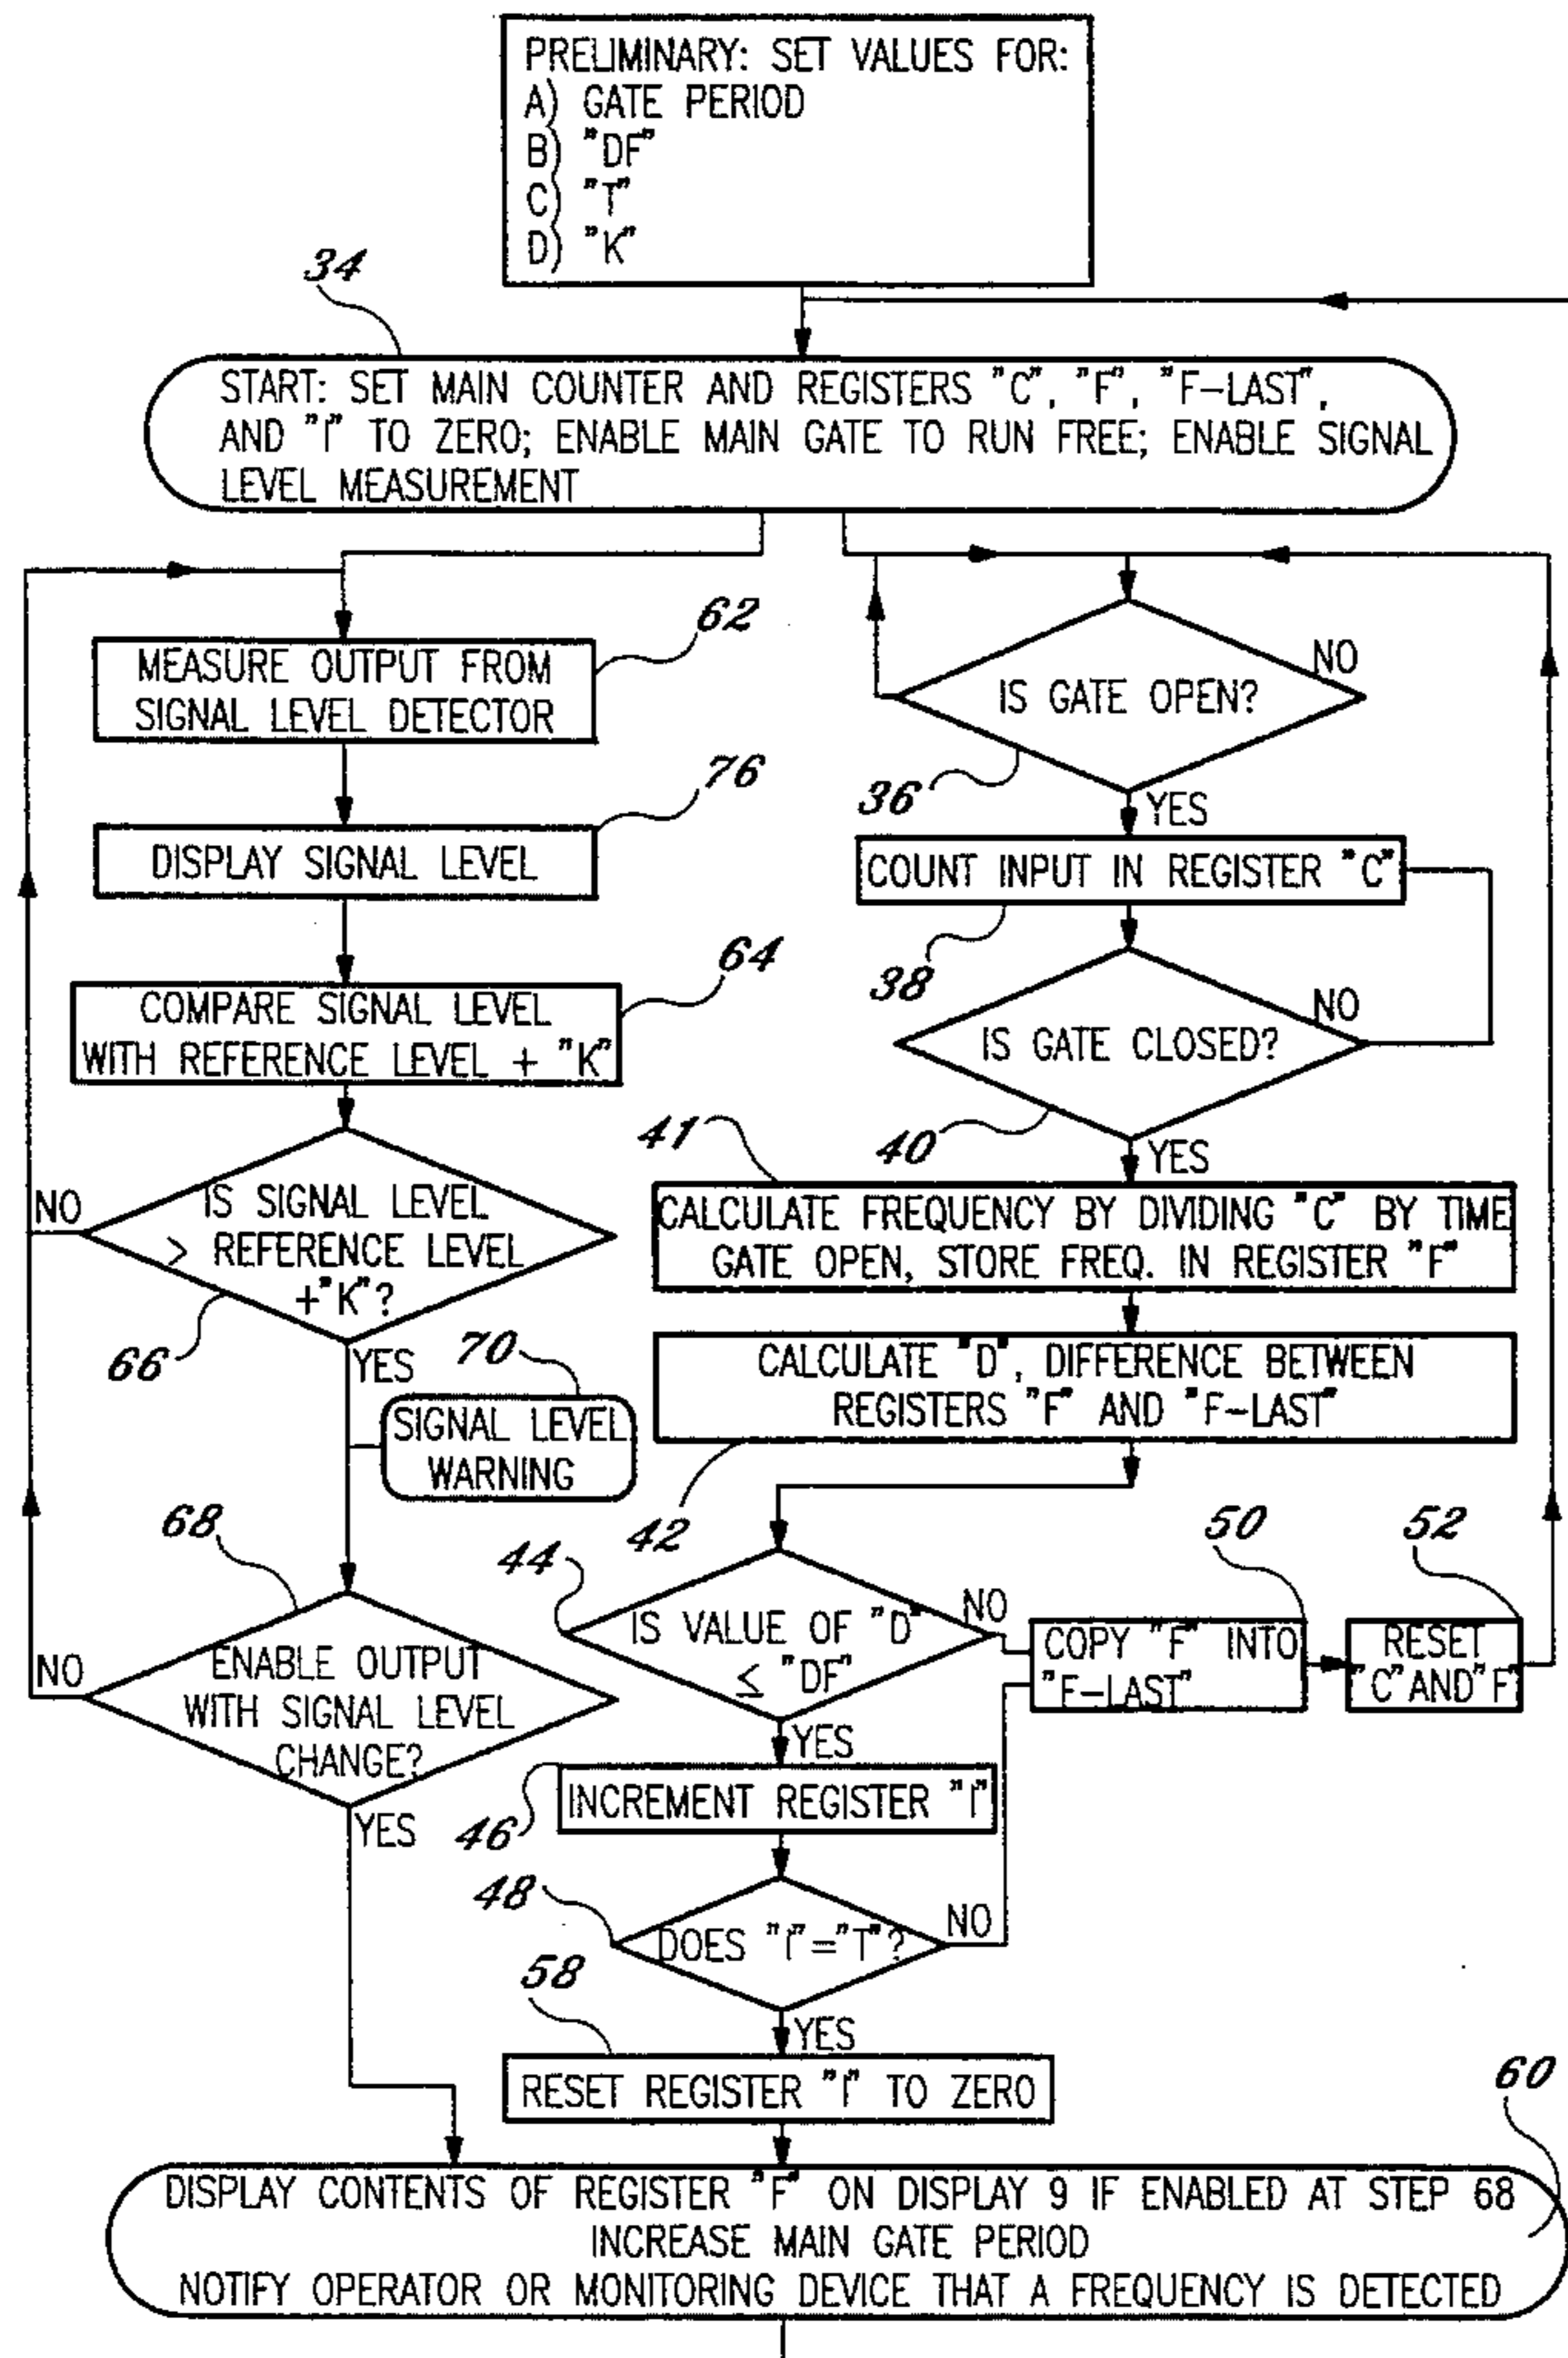 PRELIMINARY: SET VALUES FOR:
A) GATE PERIOD
B) "DF"
C) "T"
D) "K"
34
START: SET MAIN COUNTER AND REGISTERS "C", "F", "F-LAST",
AND "I" TO ZERO; ENABLE MAIN GATE TO RUN FREE; ENABLE SIGNAL
LEVEL MEASUREMENT
62
MEASURE OUTPUT FROM
SIGNAL LEVEL DETECTOR
76
DISPLAY SIGNAL LEVEL
64
COMPARE SIGNAL LEVEL
WITH REFERENCE LEVEL + "K"
NO
IS SIGNAL LEVEL
> REFERENCE LEVEL
+"K"?
66
YES
70
SIGNAL LEVEL
WARNING
68
NO
ENABLE OUTPUT
WITH SIGNAL LEVEL
CHANGE?
YES
NO
IS GATE OPEN?
36
YES
COUNT INPUT IN REGISTER "C"
38
NO
IS GATE CLOSED?
40
YES
41
CALCULATE FREQUENCY BY DIVIDING "C" BY TIME
GATE OPEN, STORE FREQ. IN REGISTER "F"
CALCULATE "D", DIFFERENCE BETWEEN
REGISTERS "F" AND "F-LAST"
42
44
NO
IS VALUE OF "D"
≤ "DF"
YES
50
COPY "F" INTO
"F-LAST"
52
RESET
"C" AND "F"
46
INCREMENT REGISTER "I"
48
NO
DOES "I"="T"?
58
YES
RESET REGISTER "I" TO ZERO
60
DISPLAY CONTENTS OF REGISTER "F" ON DISPLAY 9 IF ENABLED AT STEP 68
INCREASE MAIN GATE PERIOD
NOTIFY OPERATOR OR MONITORING DEVICE THAT A FREQUENCY IS DETECTED